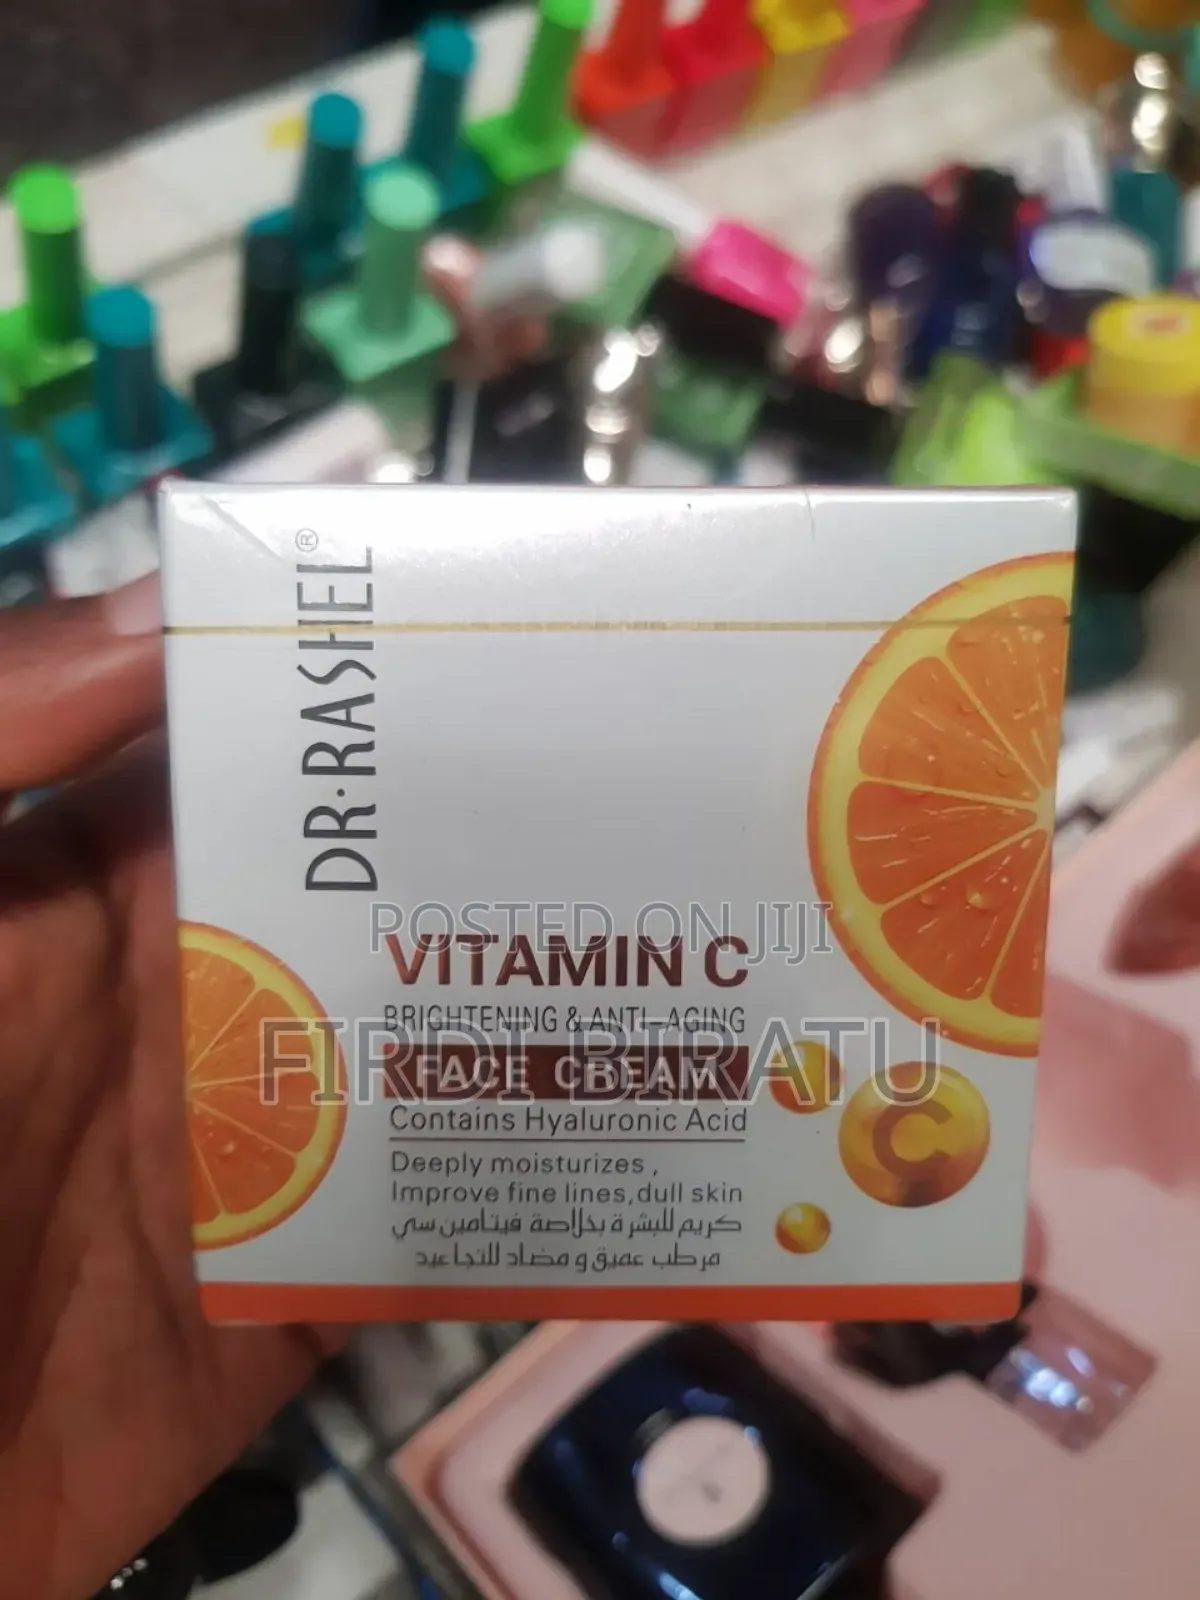 DR·RASHEL®
POSTED ON JIJI
VITAMIN C
BRIGHTENING & ANTI-AGING
FIRDI BIRATU
FACE CREAM
Contains Hyaluronic Acid
Deeply moisturizes ,
Improve fine lines,dull skin
كريم للبشرة بخلاصة فيتامين سي
مرطب عميق و مضاد للتجاعيد
C